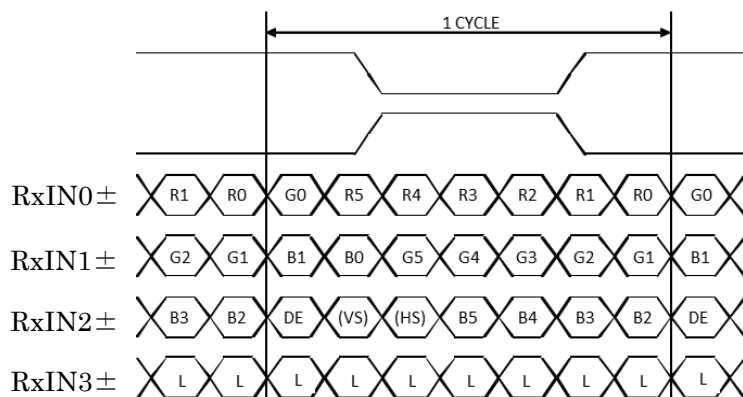 1 CYCLE
RxIN0± R1 R0 G0 R5 R4 R3 R2 R1 R0 G0
RxIN1± G2 G1 B1 B0 G5 G4 G3 G2 G1 B1
RxIN2± B3 B2 DE (VS) (HS) B5 B4 B3 B2 DE
RxIN3± L L L L L L L L L L